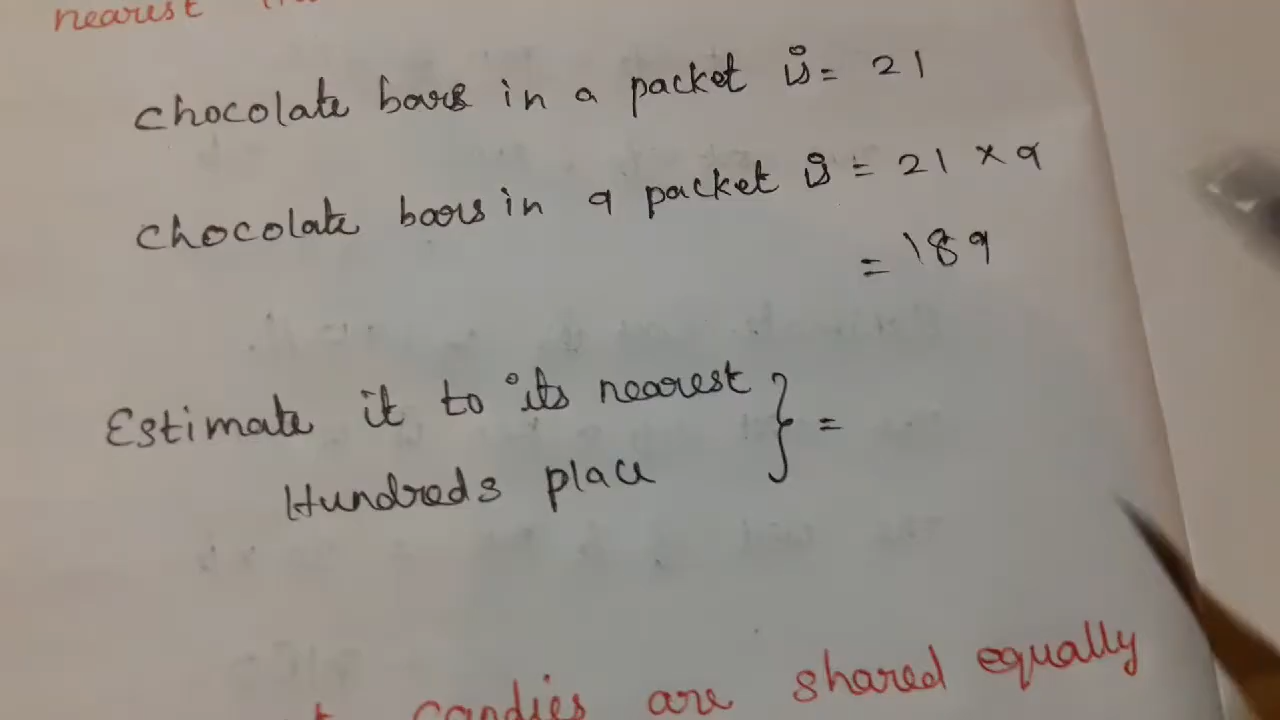 nearest
chocolate bars in a packet is = 21
chocolate bars in 9 packet is = 21 × 9
= 189
Estimate it to its nearest } =
Hundreds place
candies are shared equally